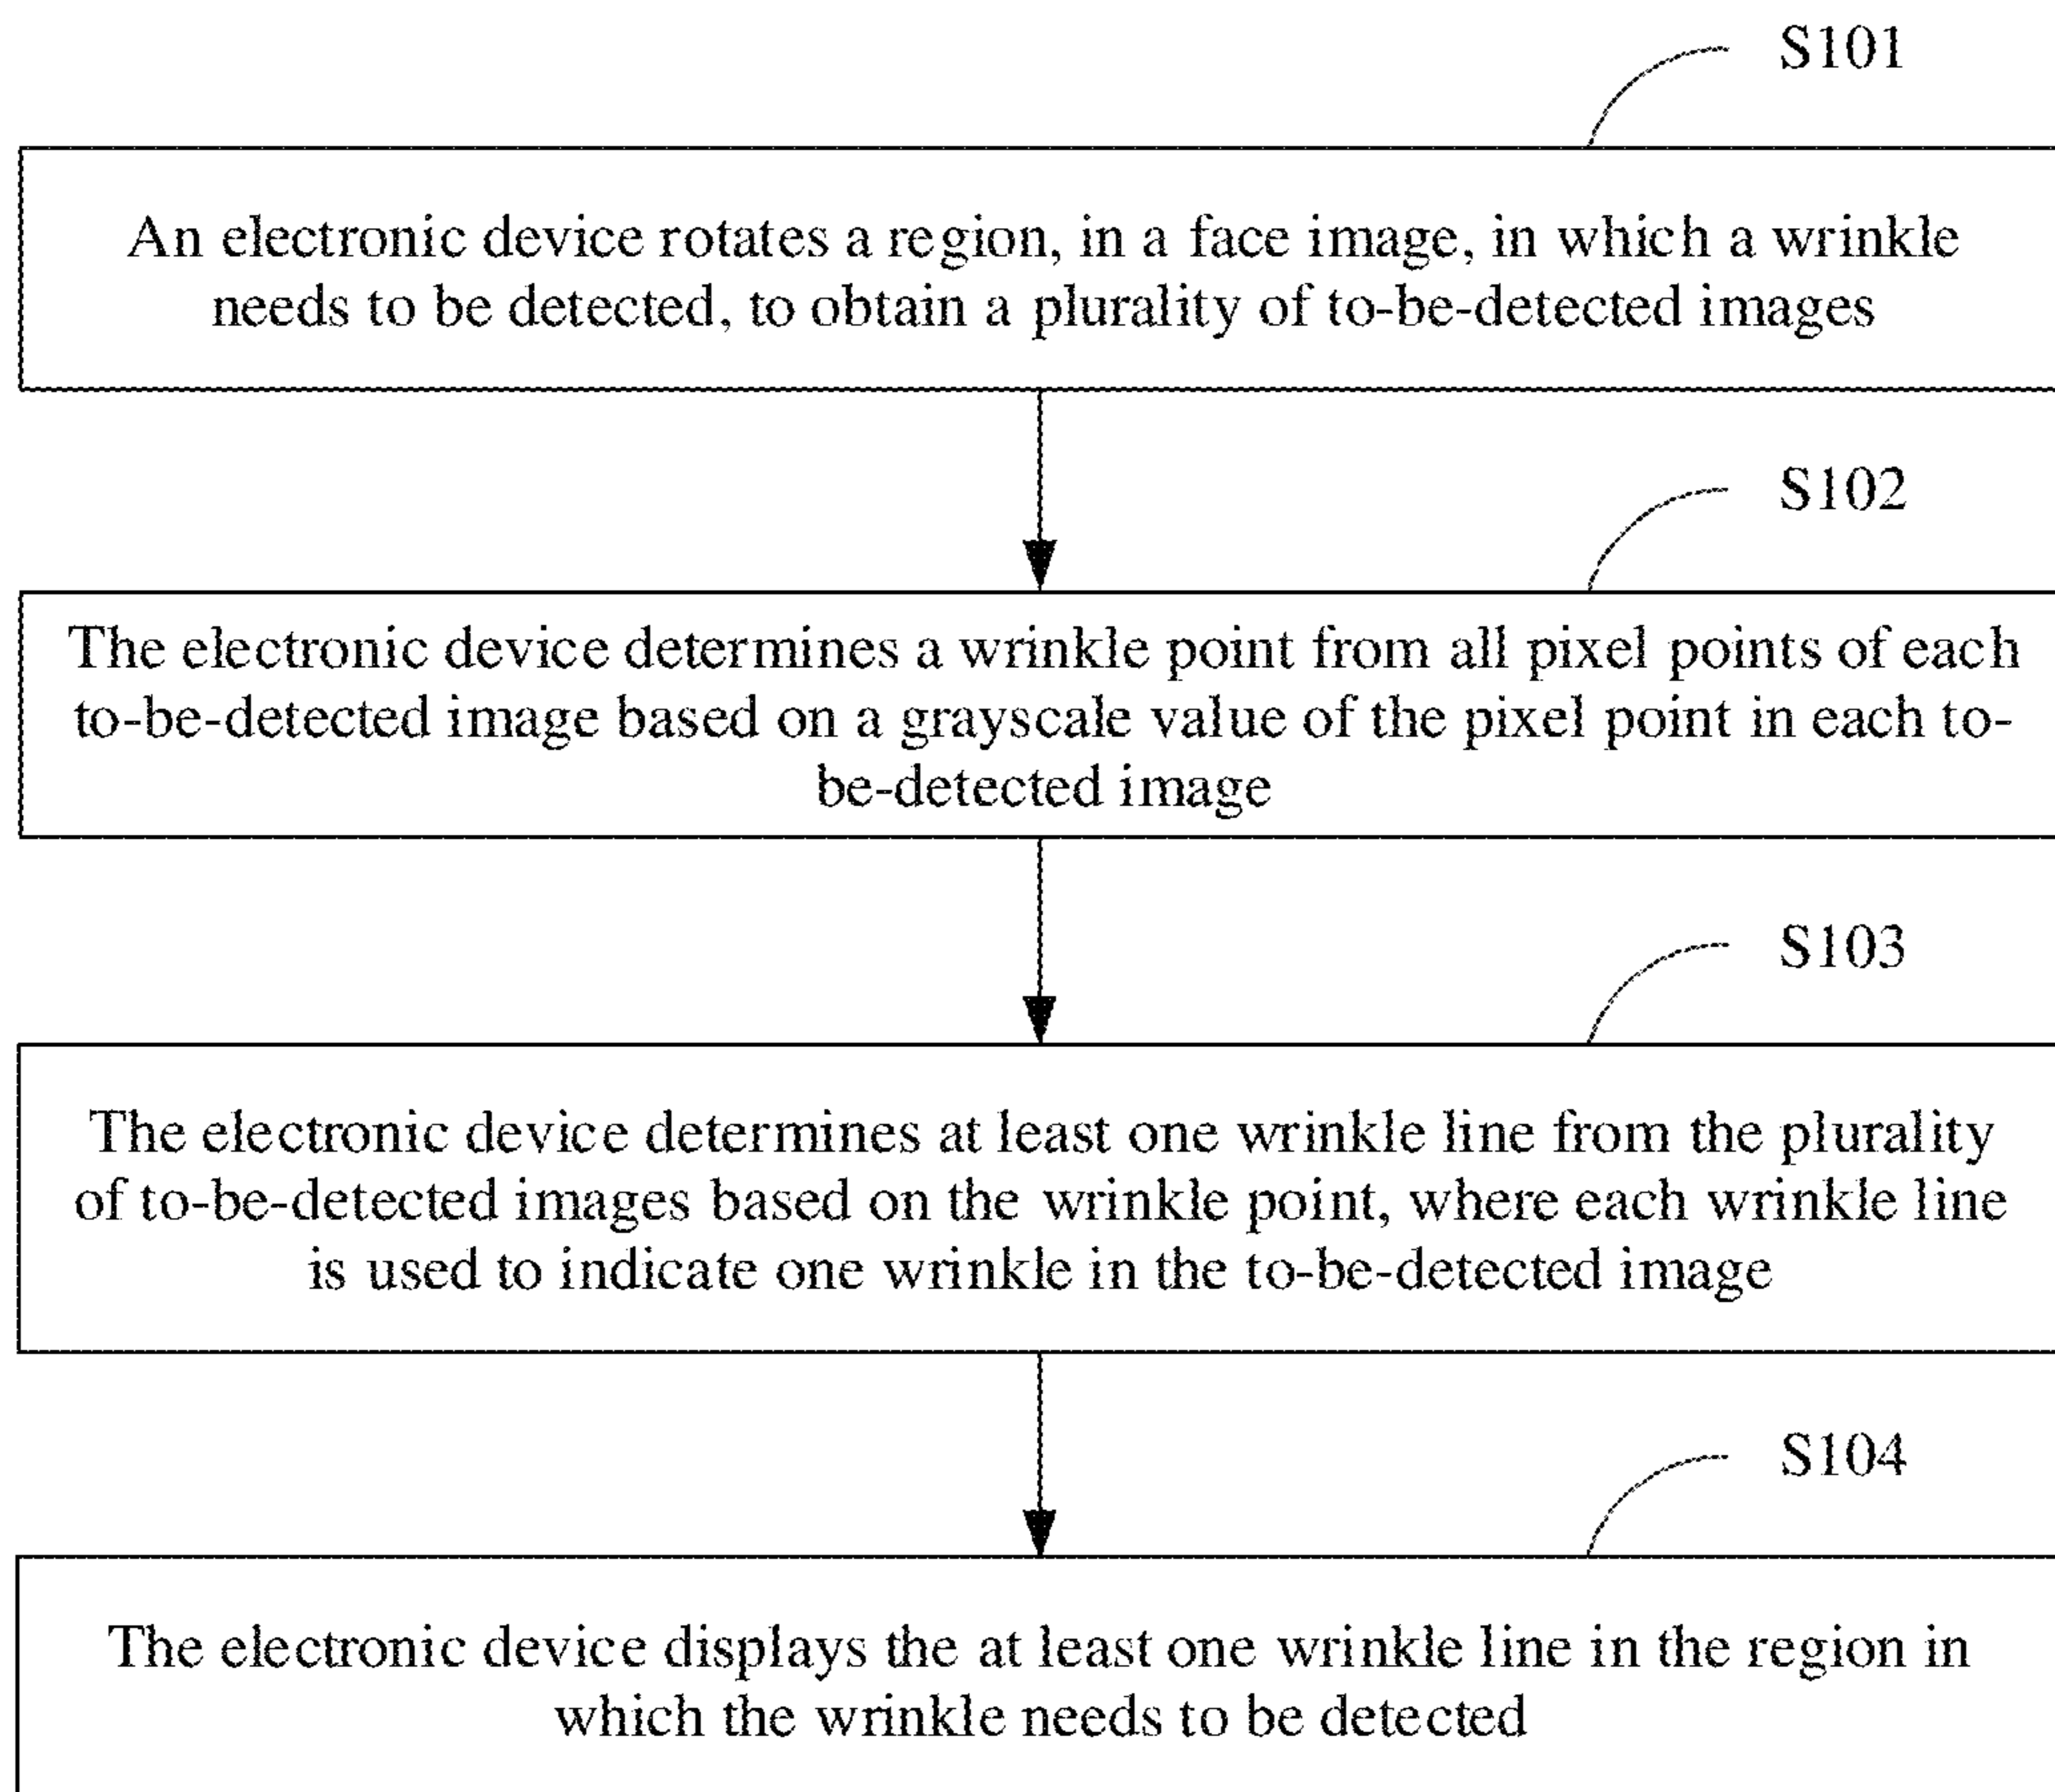 S101
An electronic device rotates a region, in a face image, in which a wrinkle
needs to be detected, to obtain a plurality of to-be-detected images
S102
The electronic device determines a wrinkle point from all pixel points of each
to-be-detected image based on a grayscale value of the pixel point in each to-
be-detected image
S103
The electronic device determines at least one wrinkle line from the plurality
of to-be-detected images based on the wrinkle point, where each wrinkle line
is used to indicate one wrinkle in the to-be-detected image
S104
The electronic device displays the at least one wrinkle line in the region in
which the wrinkle needs to be detected